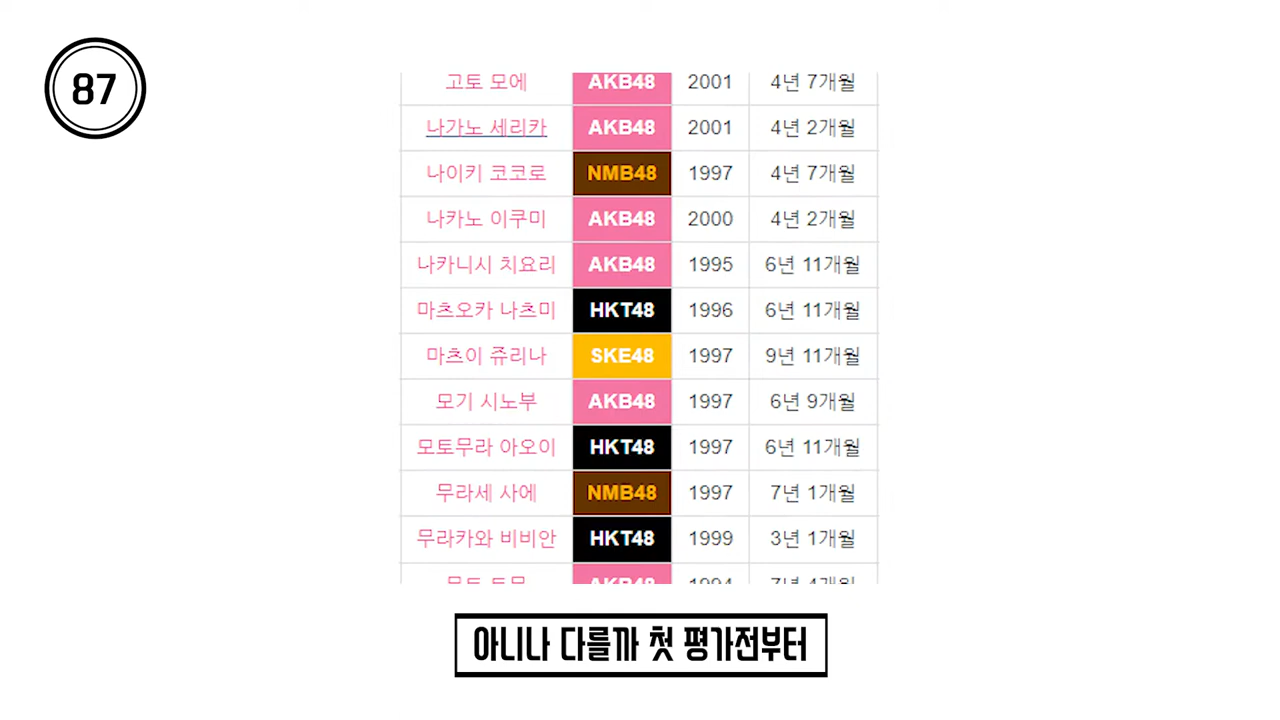 87
고토 모에 AKB48 2001 4년 7개월
나가노 세리카 AKB48 2001 4년 2개월
나이키 코코로 NMB48 1997 4년 7개월
나카노 이쿠미 AKB48 2000 4년 2개월
나카니시 치요리 AKB48 1995 6년 11개월
마츠오카 나츠미 HKT48 1996 6년 11개월
마츠이 쥬리나 SKE48 1997 9년 11개월
모기 시노부 AKB48 1997 6년 9개월
모토무라 아오이 HKT48 1997 6년 11개월
무라세 사에 NMB48 1997 7년 1개월
무라카와 비비안 HKT48 1999 3년 1개월
AKB48 1994 7년 4개월
아니나 다를까 첫 평가전부터